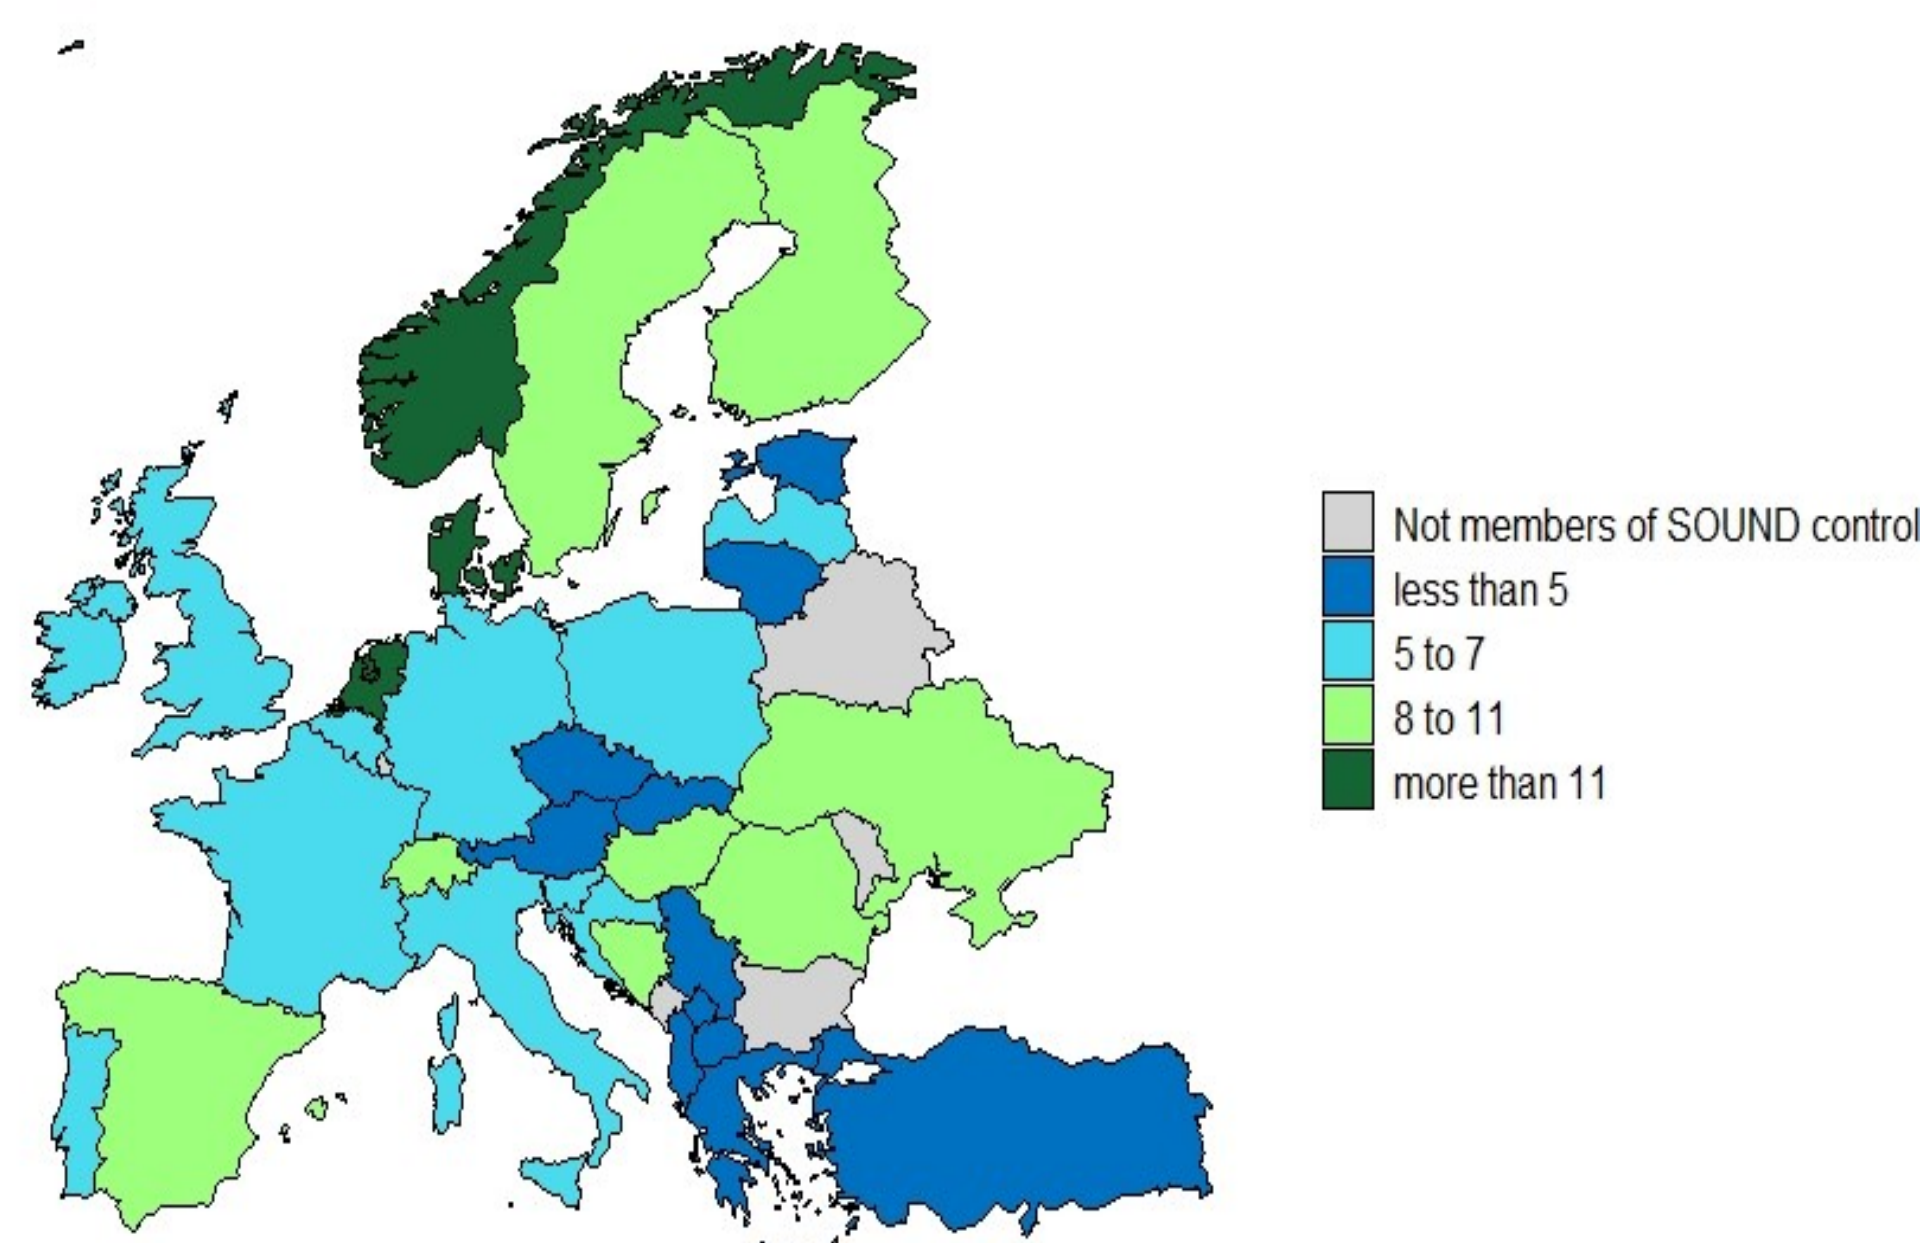 Not members of SOUND control
less than 5
5 to 7
8 to 11
more than 11